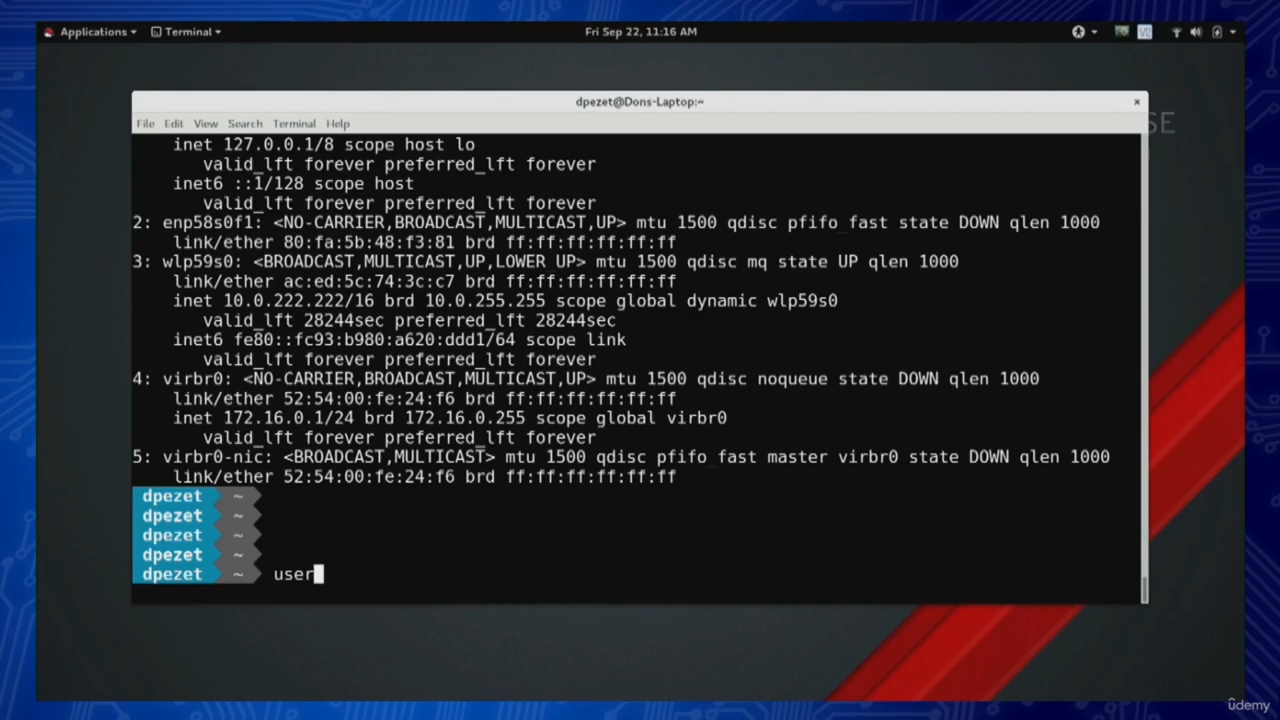 Applications Terminal Fri Sep 22, 11:16 AM
dpezet@Dons-Laptop:~ ×
SE
File Edit View Search Terminal Help
inet 127.0.0.1/8 scope host lo
valid_lft forever preferred_lft forever
inet6 ::1/128 scope host
valid_lft forever preferred_lft forever
2: enp58s0f1: <NO-CARRIER,BROADCAST,MULTICAST,UP> mtu 1500 qdisc pfifo_fast state DOWN qlen 1000
link/ether 80:fa:5b:48:f3:81 brd ff:ff:ff:ff:ff:ff
3: wlp59s0: <BROADCAST,MULTICAST,UP,LOWER_UP> mtu 1500 qdisc mq state UP qlen 1000
link/ether ac:ed:5c:74:3c:c7 brd ff:ff:ff:ff:ff:ff
inet 10.0.222.222/16 brd 10.0.255.255 scope global dynamic wlp59s0
valid_lft 28244sec preferred_lft 28244sec
inet6 fe80::fc93:b980:a620:ddd1/64 scope link
valid_lft forever preferred_lft forever
4: virbr0: <NO-CARRIER,BROADCAST,MULTICAST,UP> mtu 1500 qdisc noqueue state DOWN qlen 1000
link/ether 52:54:00:fe:24:f6 brd ff:ff:ff:ff:ff:ff
inet 172.16.0.1/24 brd 172.16.0.255 scope global virbr0
valid_lft forever preferred_lft forever
5: virbr0-nic: <BROADCAST,MULTICAST> mtu 1500 qdisc pfifo_fast master virbr0 state DOWN qlen 1000
link/ether 52:54:00:fe:24:f6 brd ff:ff:ff:ff:ff:ff
dpezet ~
dpezet ~
dpezet ~
dpezet ~
dpezet ~ user
udemy